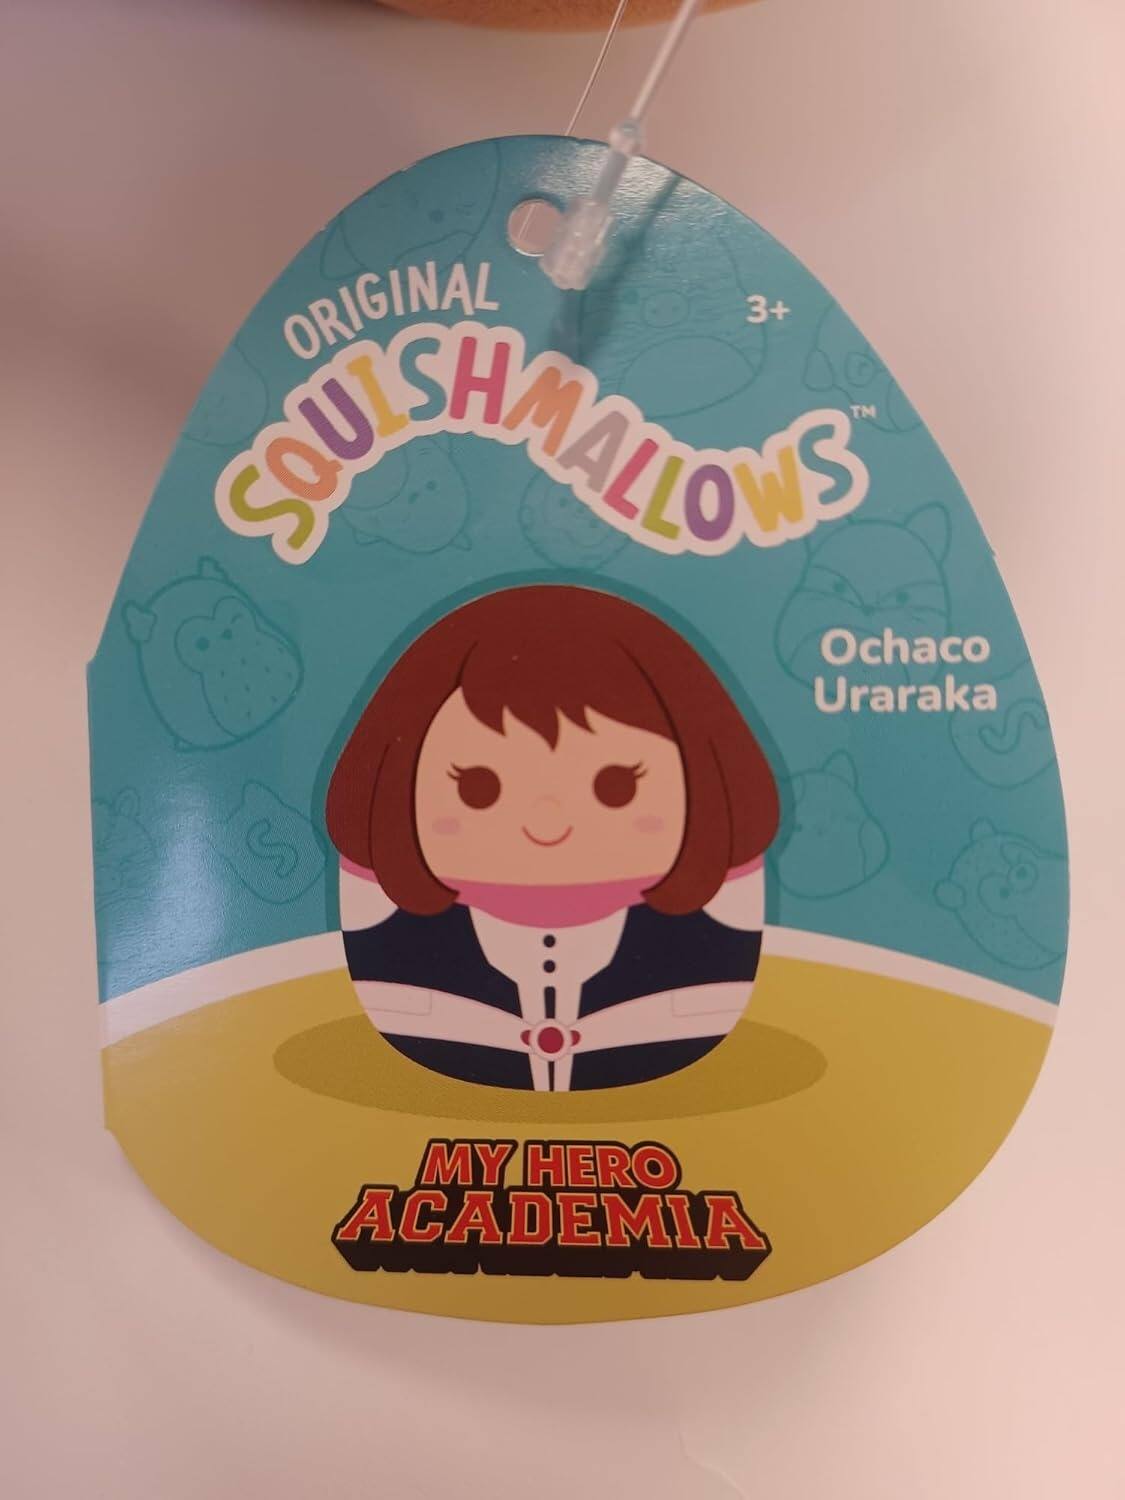 ORIGINAL
SQUISHMALLOWS™
3+
Ochaco
Uraraka
MY HERO
ACADEMIA